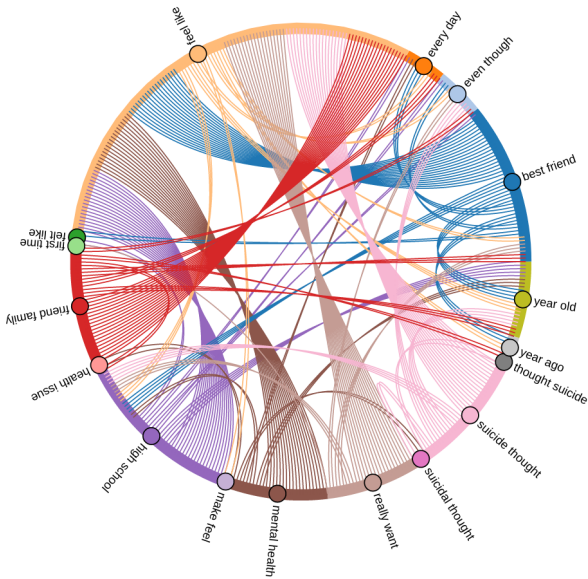 feel like
every day
even though
best friend
year old
year ago
thought suicide
suicide thought
suicidal thought
really want
mental health
make feel
high school
health issue
friend family
first time
felt like